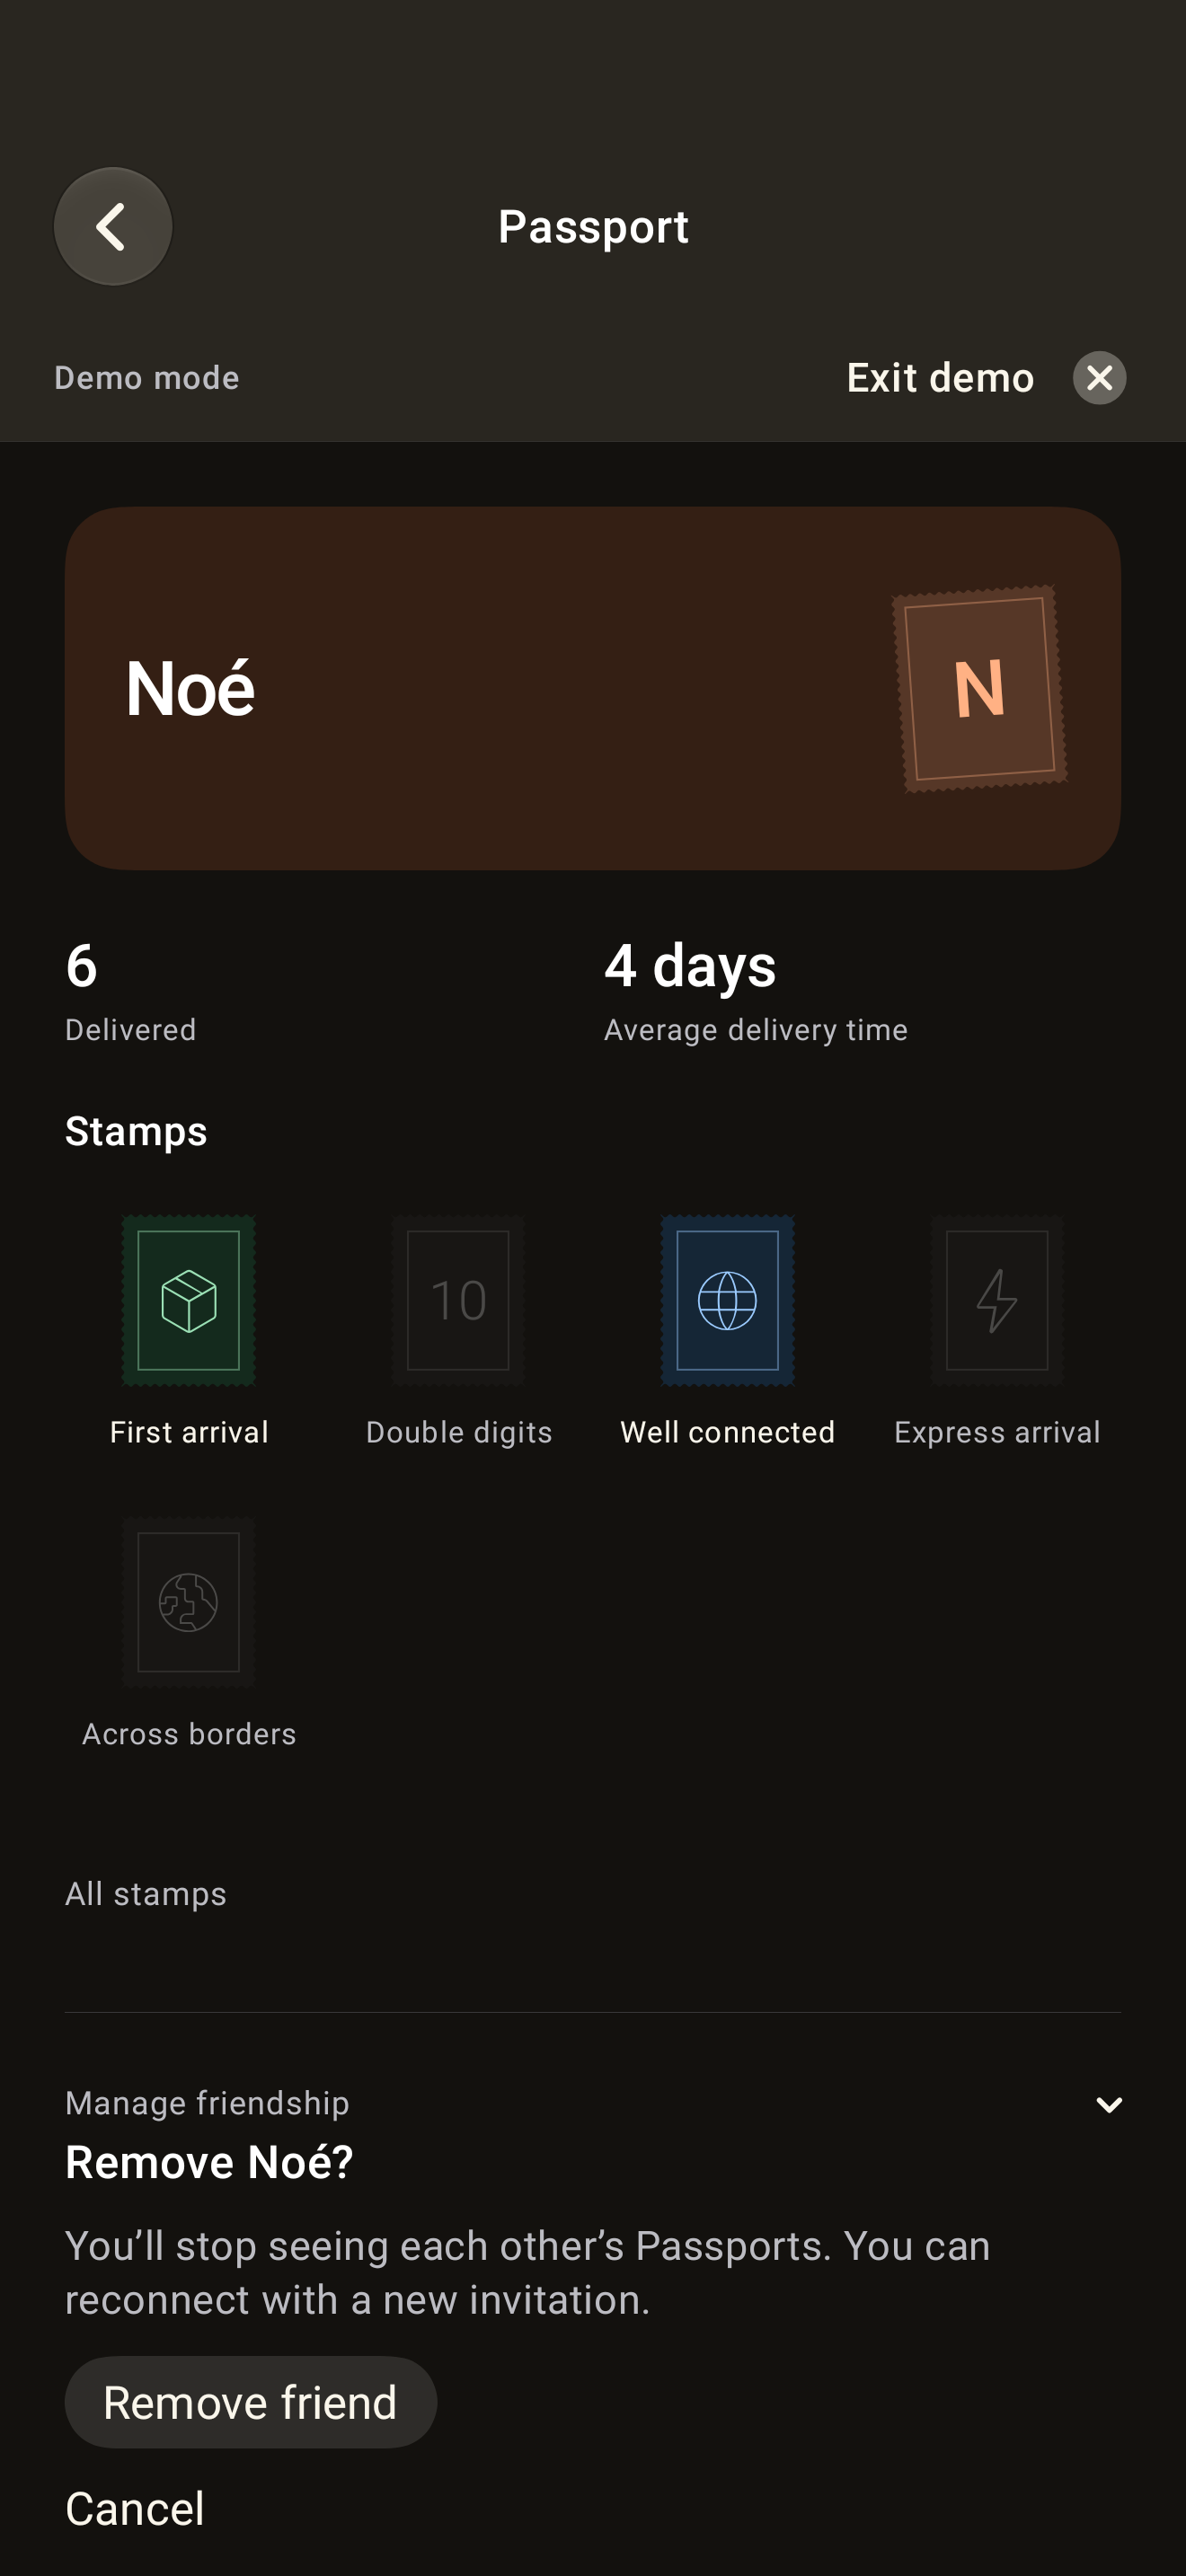 Passport
Demo mode
Exit demo
Noé
N
6
Delivered
4 days
Average delivery time
Stamps
10
First arrival
Double digits
Well connected
Express arrival
Across borders
All stamps
Manage friendship
Remove Noé?
You’ll stop seeing each other’s Passports. You can
reconnect with a new invitation.
Remove friend
Cancel